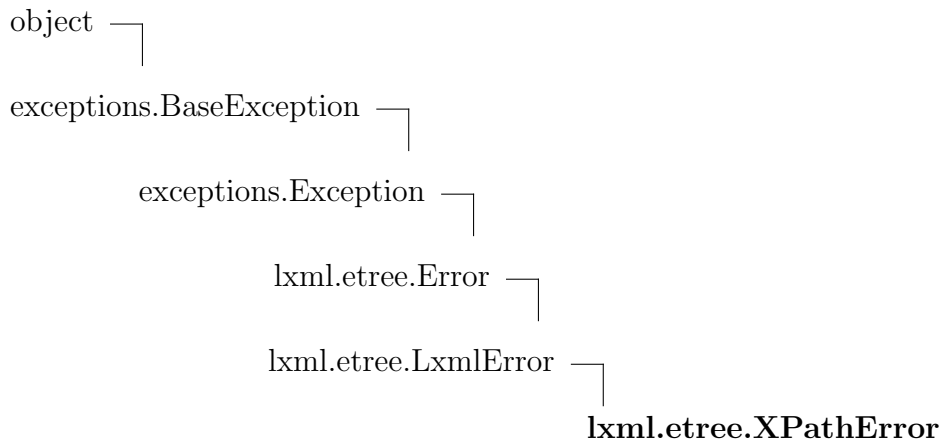 object
exceptions.BaseException
exceptions.Exception
lxml.etree.Error
lxml.etree.LxmlError
lxml.etree.XPathError